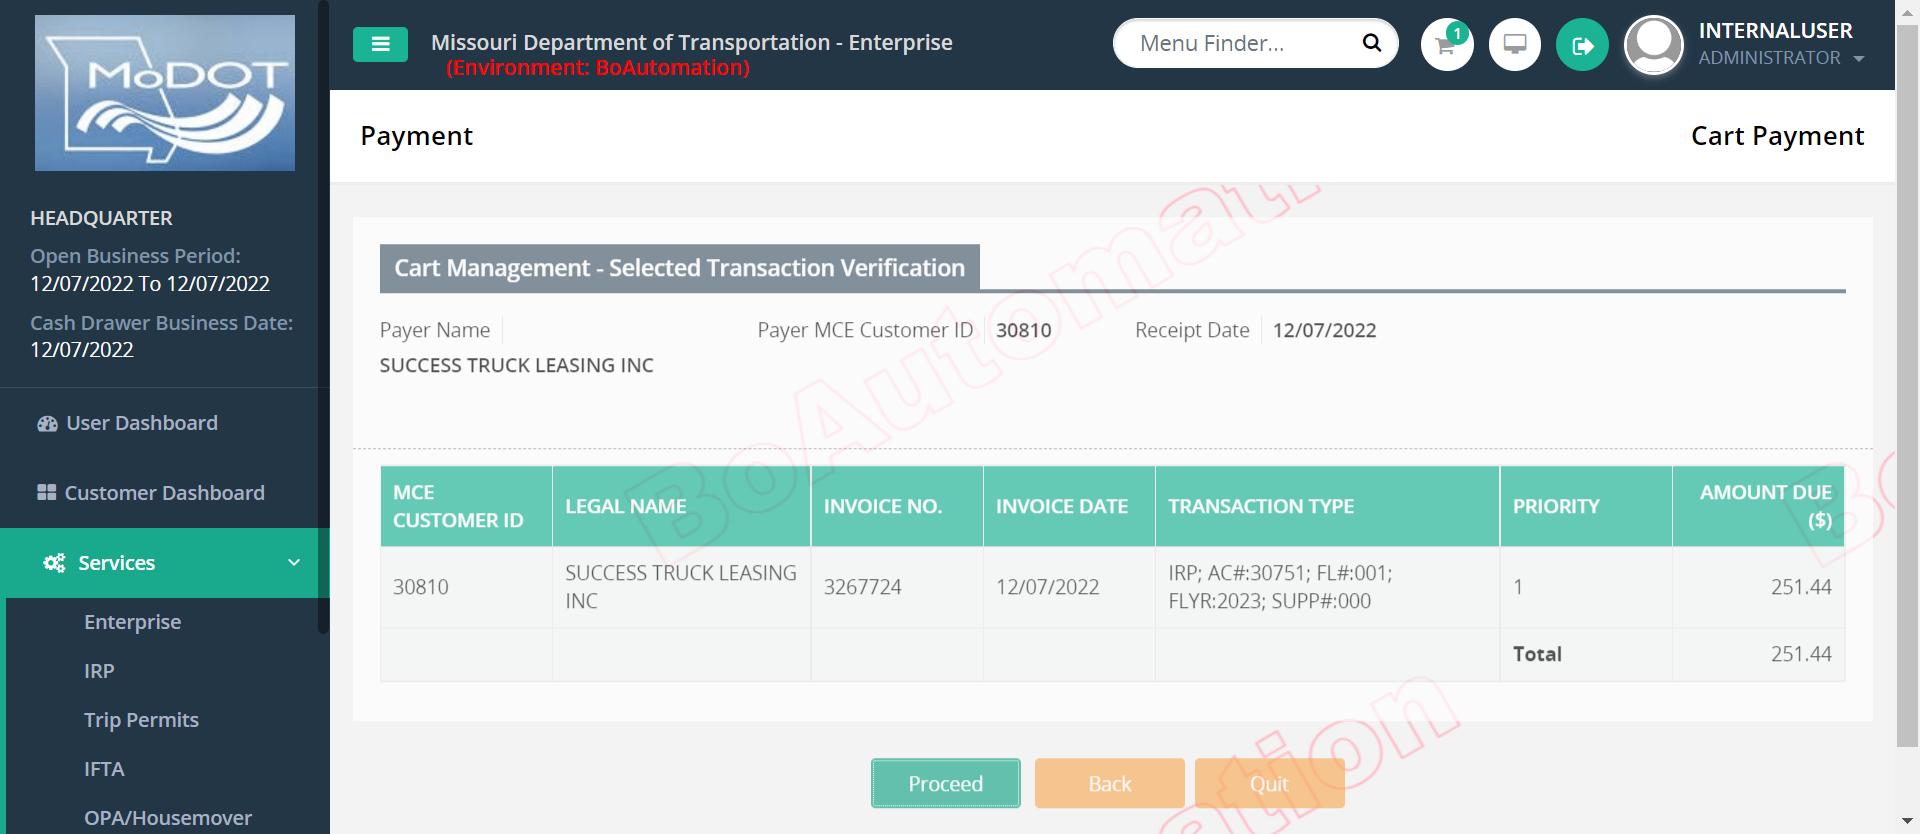 MoDOT
Missouri Department of Transportation - Enterprise
(Environment: BoAutomation)
Menu Finder...
1
INTERNALUSER
ADMINISTRATOR
HEADQUARTER
Open Business Period:
12/07/2022 To 12/07/2022
Cash Drawer Business Date:
12/07/2022
User Dashboard
Customer Dashboard
Services
Enterprise
IRP
Trip Permits
IFTA
OPA/Housemover
Payment
Cart Payment
Cart Management - Selected Transaction Verification
Payer Name
SUCCESS TRUCK LEASING INC
Payer MCE Customer ID 30810
Receipt Date 12/07/2022
MCE
CUSTOMER ID
LEGAL NAME
INVOICE NO.
INVOICE DATE
TRANSACTION TYPE
PRIORITY
AMOUNT DUE
($)
30810
SUCCESS TRUCK LEASING
INC
3267724
12/07/2022
IRP; AC#:30751; FL#:001;
FLYR:2023; SUPP#:000
1
251.44
Total
251.44
Proceed
Back
Quit
BoAutomati
Bo
ation